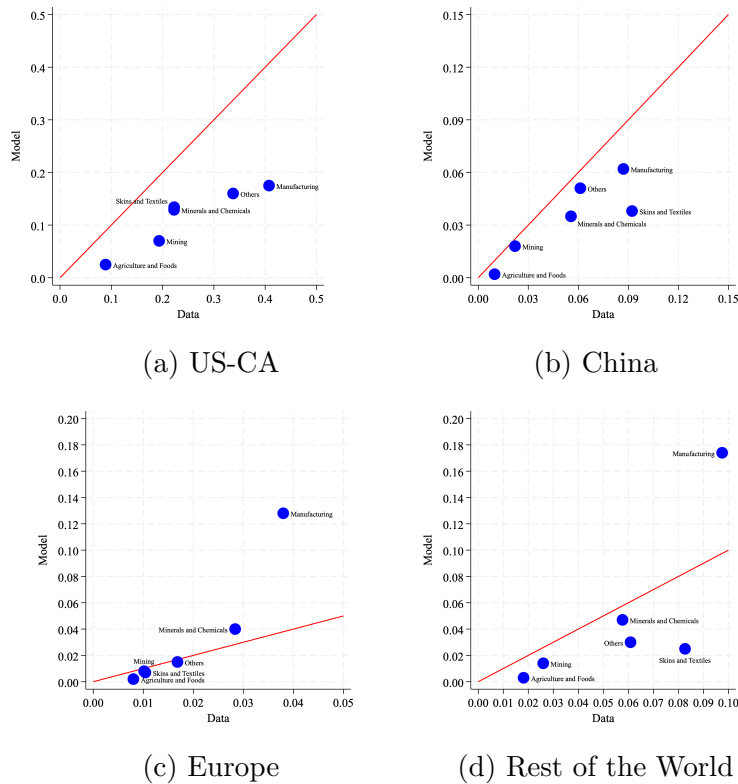 0.5
0.4
0.3
0.2
0.1
0.0
Model
Manufacturing
Others
Skins and Textiles
Minerals and Chemicals
Mining
Agriculture and Foods
0.0 0.1 0.2 0.3 0.4 0.5
Data
(a) US-CA
0.15
0.12
0.09
0.06
0.03
0.00
Model
Manufacturing
Others
Skins and Textiles
Minerals and Chemicals
Mining
Agriculture and Foods
0.00 0.03 0.06 0.09 0.12 0.15
Data
(b) China
0.20
0.18
0.16
0.14
0.12
0.10
0.08
0.06
0.04
0.02
0.00
Model
Manufacturing
Minerals and Chemicals
Mining
Others
Skins and Textiles
Agriculture and Foods
0.00 0.01 0.02 0.03 0.04 0.05
Data
(c) Europe
0.20
0.18
0.16
0.14
0.12
0.10
0.08
0.06
0.04
0.02
0.00
Model
Manufacturing
Minerals and Chemicals
Others
Skins and Textiles
Mining
Agriculture and Foods
0.00 0.01 0.02 0.03 0.04 0.05 0.06 0.07 0.08 0.09 0.10
Data
(d) Rest of the World